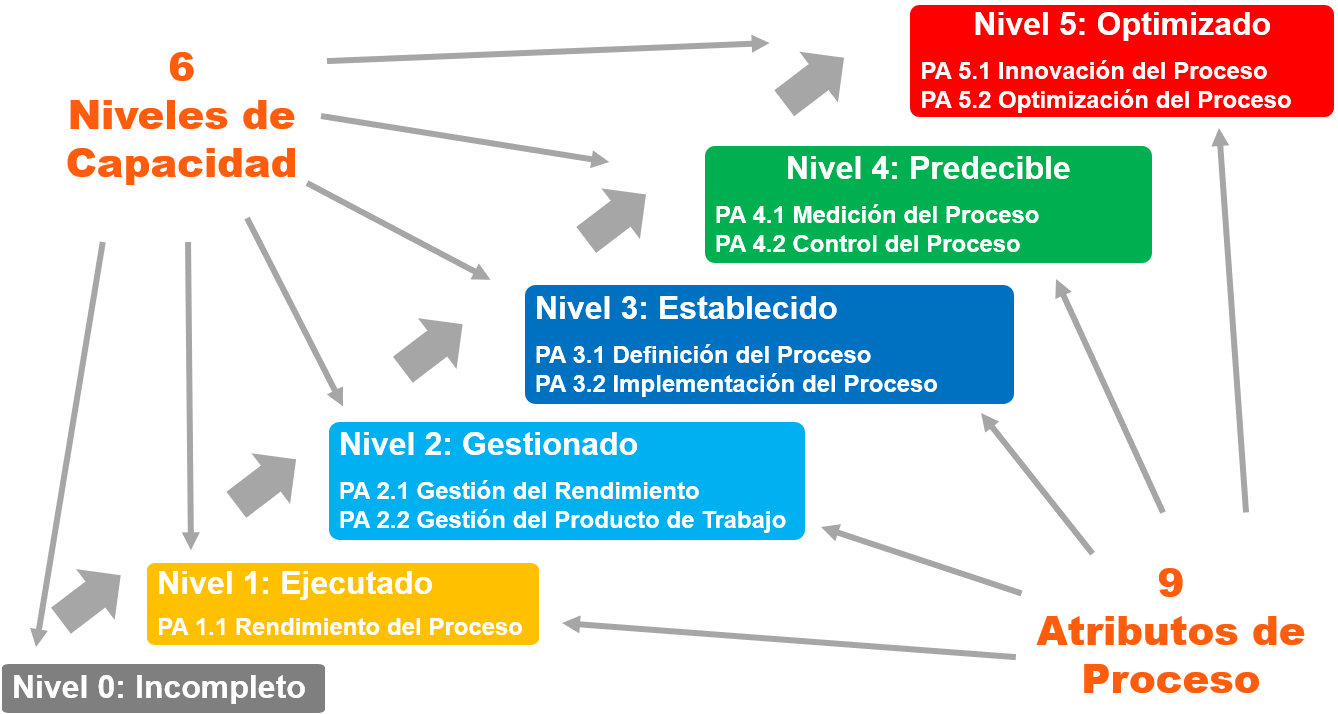 6
Niveles de
Capacidad
Nivel 5: Optimizado
PA 5.1 Innovación del Proceso
PA 5.2 Optimización del Proceso
Nivel 4: Predecible
PA 4.1 Medición del Proceso
PA 4.2 Control del Proceso
Nivel 3: Establecido
PA 3.1 Definición del Proceso
PA 3.2 Implementación del Proceso
Nivel 2: Gestionado
PA 2.1 Gestión del Rendimiento
PA 2.2 Gestión del Producto de Trabajo
Nivel 1: Ejecutado
PA 1.1 Rendimiento del Proceso
Nivel 0: Incompleto
9
Atributos de
Proceso